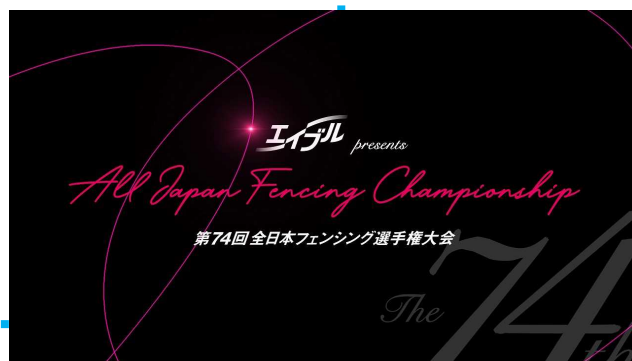 エイブル presents
All Japan Fencing Championship
第74回 全日本フェンシング選手権大会
The 74th